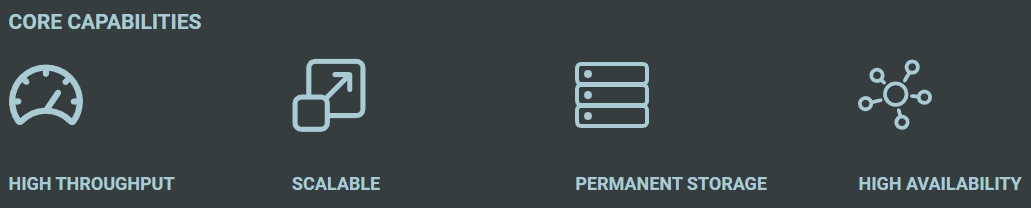 CORE CAPABILITIES
HIGH THROUGHPUT
SCALABLE
PERMANENT STORAGE
HIGH AVAILABILITY